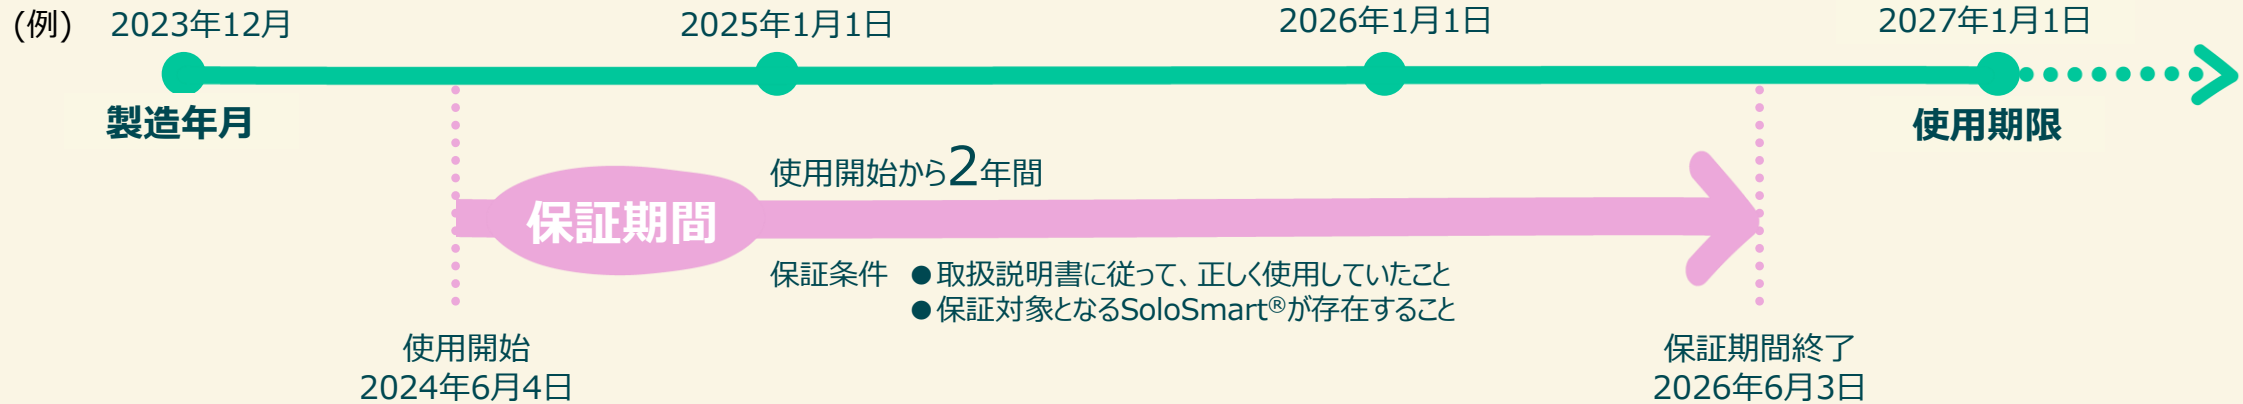 (例)
2023年12月
2025年1月1日
2026年1月1日
2027年1月1日
製造年月
使用期限
使用開始から2年間
保証期間
保証条件 ●取扱説明書に従って、正しく使用していたこと
●保証対象となるSoloSmart®が存在すること
使用開始
2024年6月4日
保証期間終了
2026年6月3日